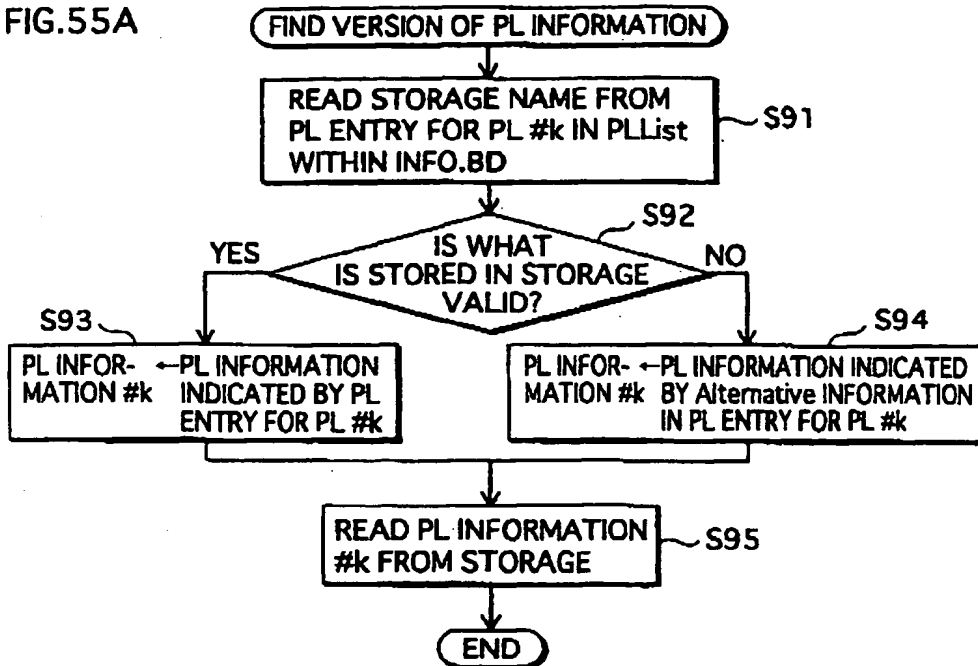 FIG.55A
FIND VERSION OF PL INFORMATION
READ STORAGE NAME FROM
PL ENTRY FOR PL #k IN PLList
WITHIN INFO.BD
S91
S92
IS WHAT
IS STORED IN STORAGE
VALID?
YES
NO
S93
PL INFOR- ←PL INFORMATION
MATION #k INDICATED BY PL
ENTRY FOR PL #k
S94
PL INFOR- ←PL INFORMATION INDICATED
MATION #k BY Alternative INFORMATION
IN PL ENTRY FOR PL #k
READ PL INFORMATION
#k FROM STORAGE
S95
END